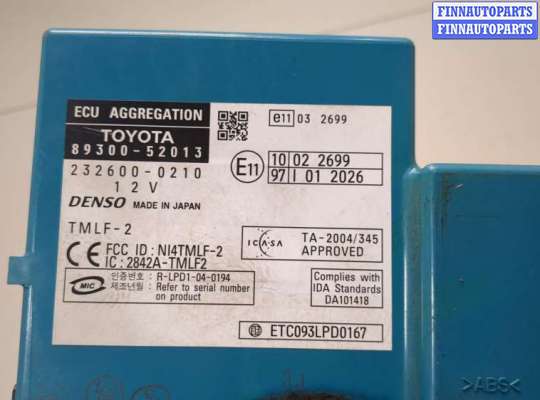 FINNAUTOPARTS
FINNAUTOPARTS
ECU AGGREGATION
TOYOTA
89300-52013
232600-0210
12V
DENSO MADE IN JAPAN
TMLF-2
CE FCC ID : NI4TMLF-2
IC : 2842A-TMLF2
MIC
인증번호 : R-LPD1-04-0194
제조년월 : Refer to serial number
on product
e11 03 2699
E11
10 02 2699
97 I 01 2026
ICASA
TA-2004/345
APPROVED
Complies with
IDA Standards
DA101418
ETC093LPD0167
>ABS<